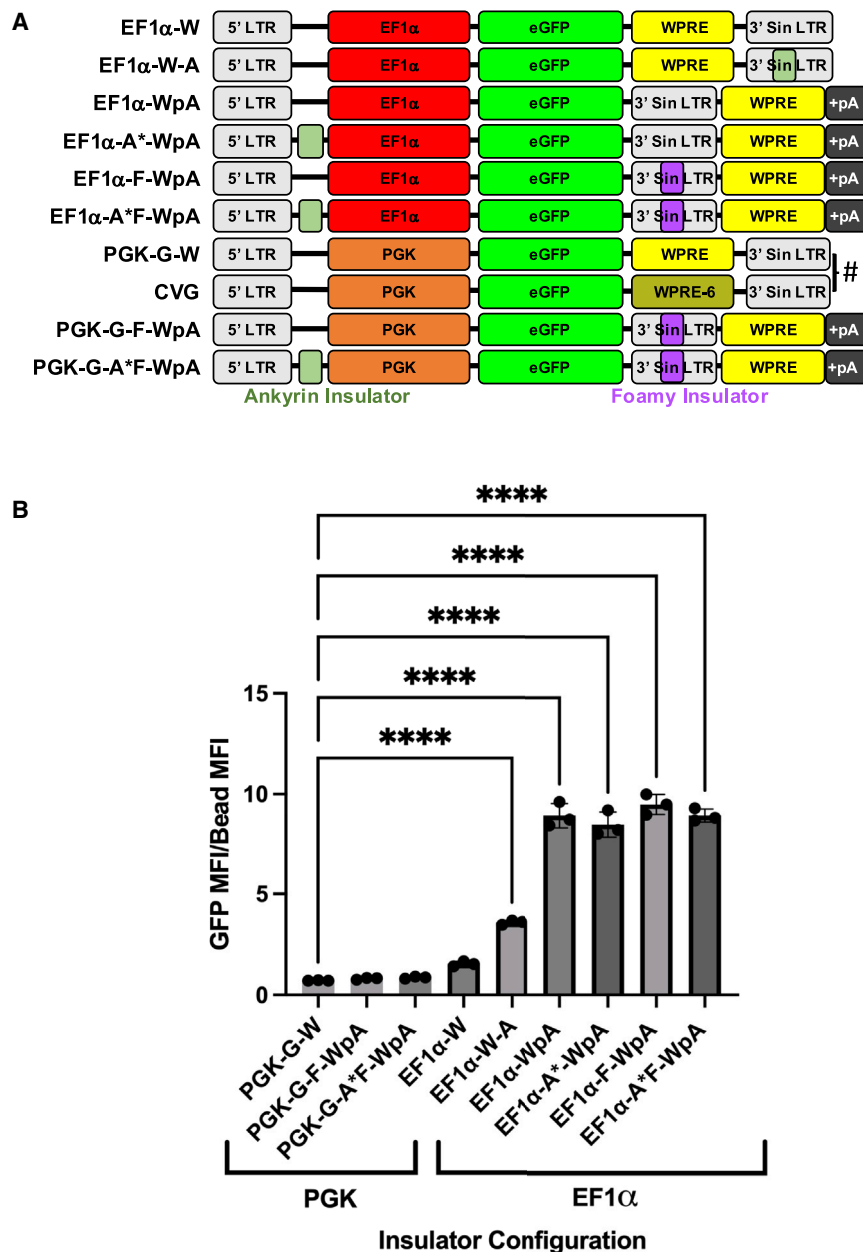 A
EF1α-W 5’ LTR EF1α eGFP WPRE 3’ Sin LTR
EF1α-W-A 5’ LTR EF1α eGFP WPRE 3’ Sin LTR
EF1α-WpA 5’ LTR EF1α eGFP 3’ Sin LTR WPRE +pA
EF1α-A*-WpA 5’ LTR EF1α eGFP 3’ Sin LTR WPRE +pA
EF1α-F-WpA 5’ LTR EF1α eGFP 3’ Sin LTR WPRE +pA
EF1α-A*F-WpA 5’ LTR EF1α eGFP 3’ Sin LTR WPRE +pA
PGK-G-W 5’ LTR PGK eGFP WPRE 3’ Sin LTR
#
CVG 5’ LTR PGK eGFP WPRE-6 3’ Sin LTR
PGK-G-F-WpA 5’ LTR PGK eGFP 3’ Sin LTR WPRE +pA
PGK-G-A*F-WpA 5’ LTR PGK eGFP 3’ Sin LTR WPRE +pA
Ankyrin Insulator Foamy Insulator
B
****
****
****
****
****
15
10
5
0
GFP MFI/Bead MFI
PGK-G-W
PGK-G-F-WpA
PGK-G-A*F-WpA
EF1α-W
EF1α-W-A
EF1α-WpA
EF1α-A*-WpA
EF1α-F-WpA
EF1α-A*F-WpA
PGK EF1α
Insulator Configuration